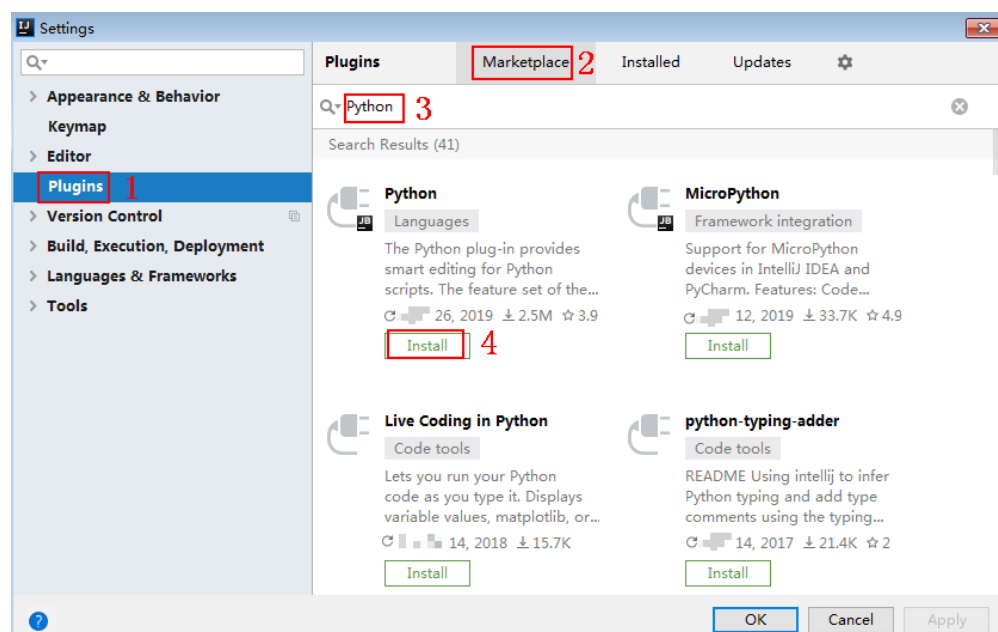 IJ Settings
Appearance & Behavior
Keymap
Editor
Plugins 1
Version Control
Build, Execution, Deployment
Languages & Frameworks
Tools
?
Plugins Marketplace 2 Installed Updates
Python 3
Search Results (41)
Python
JB Languages
The Python plug-in provides
smart editing for Python
scripts. The feature set of the...
26, 2019 2.5M 3.9
Install 4
MicroPython
JB Framework integration
Support for MicroPython
devices in IntelliJ IDEA and
PyCharm. Features: Code...
12, 2019 33.7K 4.9
Install
Live Coding in Python
Code tools
Lets you run your Python
code as you type it. Displays
variable values, matplotlib, or...
14, 2018 15.7K
Install
python-typing-adder
Code tools
README Using intellij to infer
Python typing and add type
comments using the typing...
14, 2017 21.4K 2
Install
OK Cancel Apply